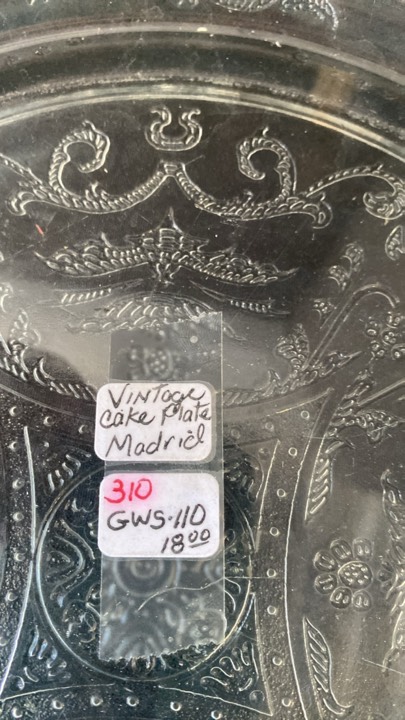 Vintage
Cake Plate
Madrid
310
GWS-110
18.00